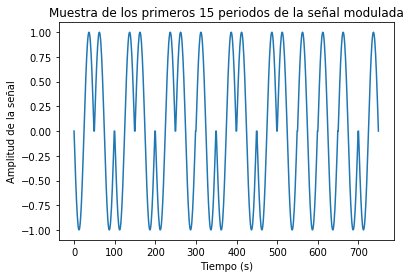 Muestra de los primeros 15 periodos de la señal modulada
1.00
0.75
0.50
0.25
0.00
-0.25
-0.50
-0.75
-1.00
Amplitud de la señal
0 100 200 300 400 500 600 700
Tiempo (s)